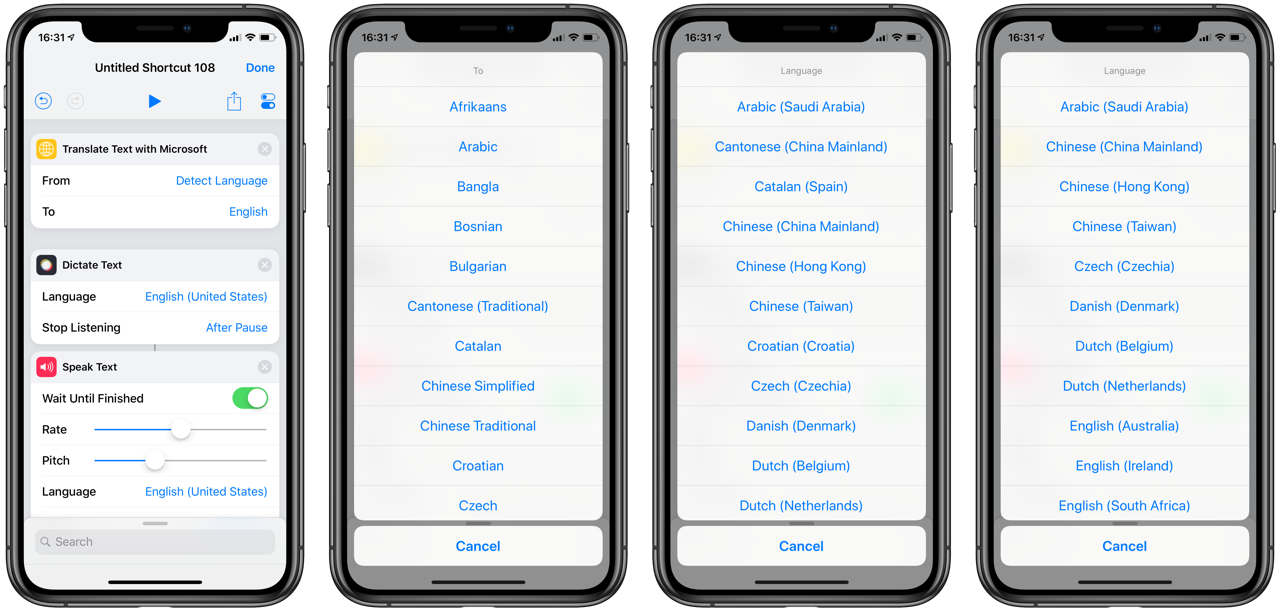 16:31
Untitled Shortcut 108 Done
Translate Text with Microsoft
From Detect Language
To English
Dictate Text
Language English (United States)
Stop Listening After Pause
Speak Text
Wait Until Finished
Rate
Pitch
Language English (United States)
Search
16:31
To
Afrikaans
Arabic
Bangla
Bosnian
Bulgarian
Cantonese (Traditional)
Catalan
Chinese Simplified
Chinese Traditional
Croatian
Czech
Cancel
16:31
Language
Arabic (Saudi Arabia)
Cantonese (China Mainland)
Catalan (Spain)
Chinese (China Mainland)
Chinese (Hong Kong)
Chinese (Taiwan)
Croatian (Croatia)
Czech (Czechia)
Danish (Denmark)
Dutch (Belgium)
Dutch (Netherlands)
Cancel
16:31
Language
Arabic (Saudi Arabia)
Chinese (China Mainland)
Chinese (Hong Kong)
Chinese (Taiwan)
Czech (Czechia)
Danish (Denmark)
Dutch (Belgium)
Dutch (Netherlands)
English (Australia)
English (Ireland)
English (South Africa)
Cancel